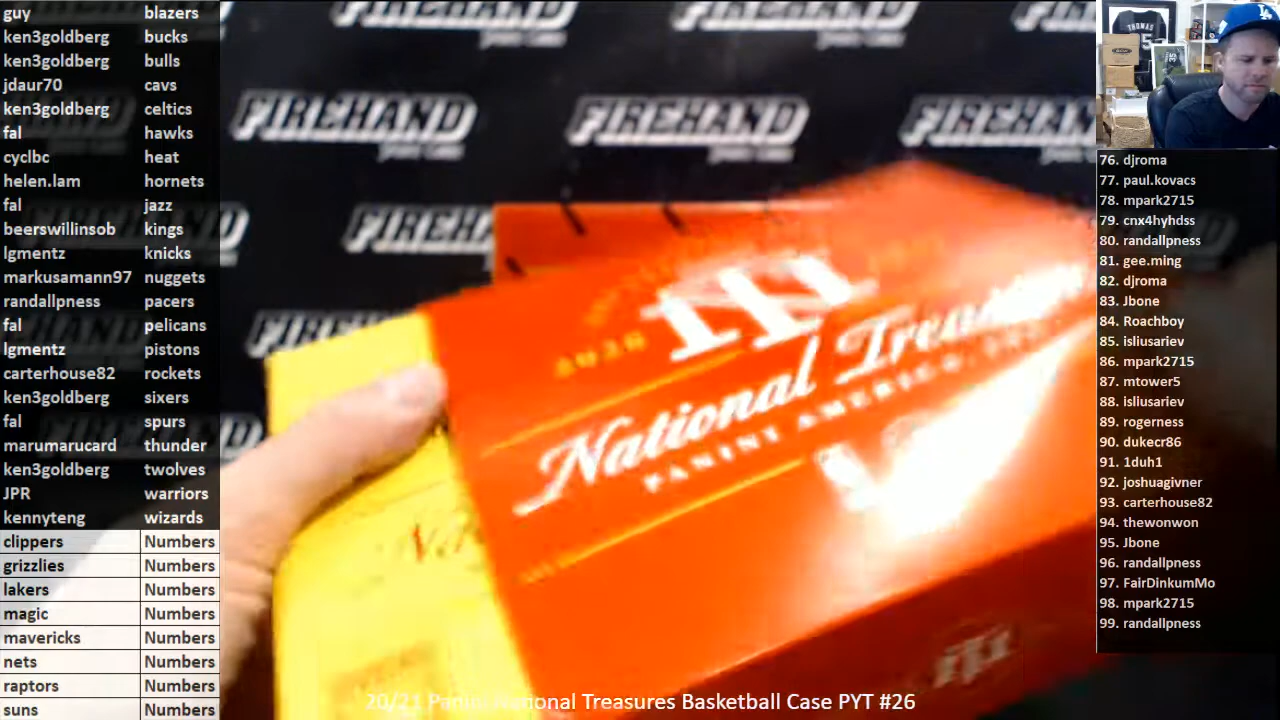 guy blazers
ken3goldberg bucks
ken3goldberg bulls
jdaur70 cavs
ken3goldberg celtics
fal hawks
cyclbc heat
helen.lam hornets
fal jazz
beerswillinsob kings
lgmentz knicks
markusamann97 nuggets
randallpness pacers
fal pelicans
lgmentz pistons
carterhouse82 rockets
ken3goldberg sixers
fal spurs
marumarucard thunder
ken3goldberg twolves
JPR warriors
kennyteng wizards
clippers Numbers
grizzlies Numbers
lakers Numbers
magic Numbers
mavericks Numbers
nets Numbers
raptors Numbers
suns Numbers
FIREHAND FIREHAND FIREHAND
FIREHAND
FIREHAND
2020
National
PANINI AMERICA,
20/21 Panini National Treasures Basketball Case PYT #26
THOMAS
76. djroma
77. paul.kovacs
78. mpark2715
79. cnx4hyhdss
80. randallpness
81. gee.ming
82. djroma
83. Jbone
84. Roachboy
85. isliusariev
86. mpark2715
87. mtower5
88. isliusariev
89. rogerness
90. dukecr86
91. 1duh1
92. joshuagivner
93. carterhouse82
94. thewonwon
95. Jbone
96. randallpness
97. FairDinkumMo
98. mpark2715
99. randallpness